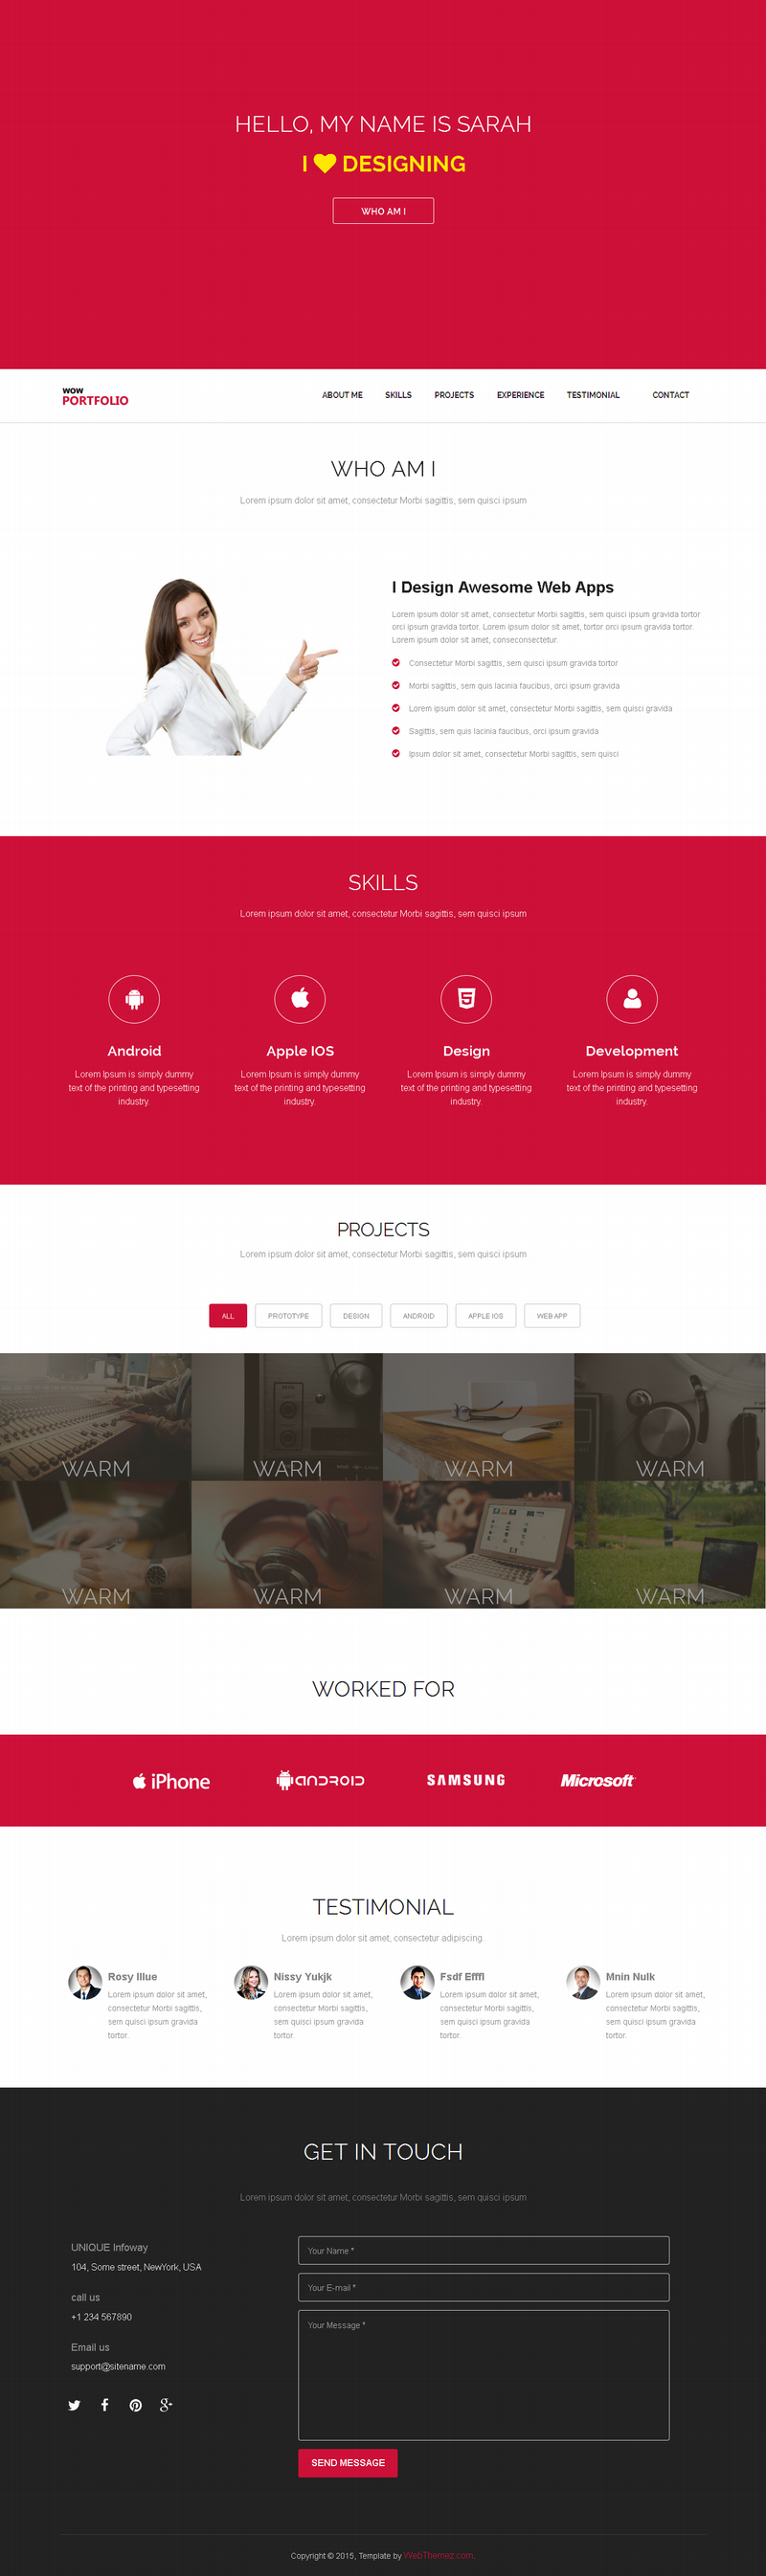 HELLO, MY NAME IS SARAH
I DESIGNING
WHO AM I
WOW
PORTFOLIO
ABOUT ME SKILLS PROJECTS EXPERIENCE TESTIMONIAL CONTACT
WHO AM I
Lorem ipsum dolor sit amet, consectetur Morbi sagittis, sem quisci ipsum
I Design Awesome Web Apps
Lorem ipsum dolor sit amet, consectetur Morbi sagittis, sem quisci ipsum gravida tortor
orci ipsum gravida tortor. Lorem ipsum dolor sit amet, tortor orci ipsum gravida tortor.
Lorem ipsum dolor sit amet, conseconsectetur.
Consectetur Morbi sagittis, sem quisci ipsum gravida tortor
Morbi sagittis, sem quis lacinia faucibus, orci ipsum gravida
Lorem ipsum dolor sit amet, consectetur Morbi sagittis, sem quisci gravida
Sagittis, sem quis lacinia faucibus, orci ipsum gravida
Ipsum dolor sit amet, consectetur Morbi sagittis, sem quisci
SKILLS
Lorem ipsum dolor sit amet, consectetur Morbi sagittis, sem quisci ipsum
Android
Lorem Ipsum is simply dummy
text of the printing and typesetting
industry.
Apple IOS
Lorem Ipsum is simply dummy
text of the printing and typesetting
industry.
Design
Lorem Ipsum is simply dummy
text of the printing and typesetting
industry.
Development
Lorem Ipsum is simply dummy
text of the printing and typesetting
industry.
PROJECTS
Lorem ipsum dolor sit amet, consectetur Morbi sagittis, sem quisci ipsum
ALL PROTOTYPE DESIGN ANDROID APPLE IOS WEB APP
WARM WARM WARM WARM
WARM WARM WARM WARM
WORKED FOR
iPhone ANDROID SAMSUNG Microsoft
TESTIMONIAL
Lorem ipsum dolor sit amet, consectetur adipiscing.
Rosy Illue
Lorem ipsum dolor sit amet,
consectetur Morbi sagittis,
sem quisci ipsum gravida
tortor.
Nissy Yukjk
Lorem ipsum dolor sit amet,
consectetur Morbi sagittis,
sem quisci ipsum gravida
tortor.
Fsdf Efffl
Lorem ipsum dolor sit amet,
consectetur Morbi sagittis,
sem quisci ipsum gravida
tortor.
Mnin Nulk
Lorem ipsum dolor sit amet,
consectetur Morbi sagittis,
sem quisci ipsum gravida
tortor.
GET IN TOUCH
Lorem ipsum dolor sit amet, consectetur Morbi sagittis, sem quisci ipsum
UNIQUE Infoway
104, Some street, NewYork, USA
call us
+1 234 567890
Email us
support@sitename.com
Your Name *
Your E-mail *
Your Message *
SEND MESSAGE
Copyright © 2015, Template by WebThemez.com.